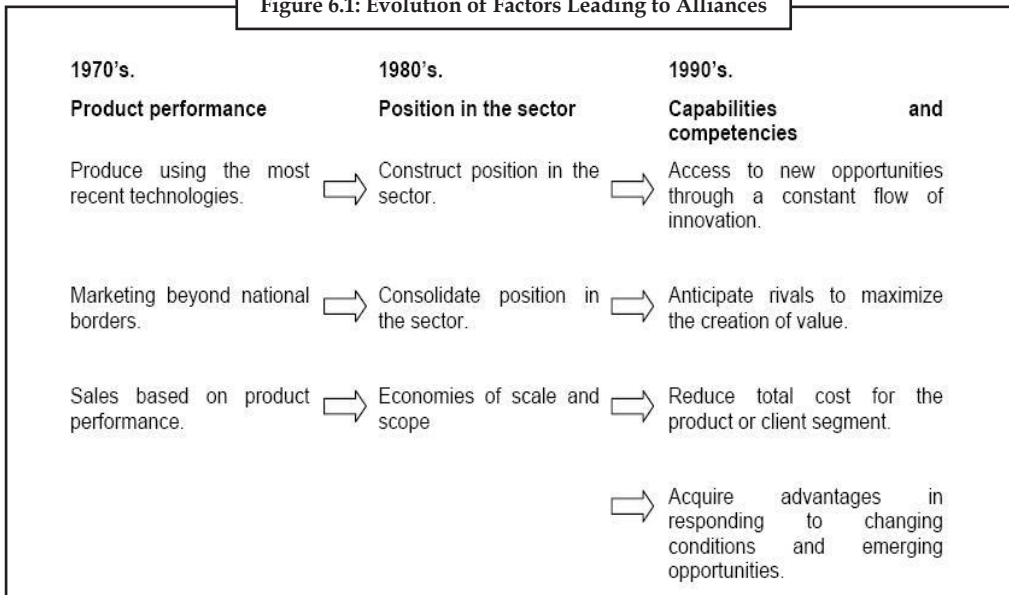 Figure 6.1: Evolution of Factors Leading to Alliances
1970's.
Product performance
Produce using the most
recent technologies.
Marketing beyond national
borders.
Sales based on product
performance.
1980's.
Position in the sector
Construct position in the
sector.
Consolidate position in
the sector.
Economies of scale and
scope
1990's.
Capabilities and
competencies
Access to new opportunities
through a constant flow of
innovation.
Anticipate rivals to maximize
the creation of value.
Reduce total cost for the
product or client segment.
Acquire advantages in
responding to changing
conditions and emerging
opportunities.